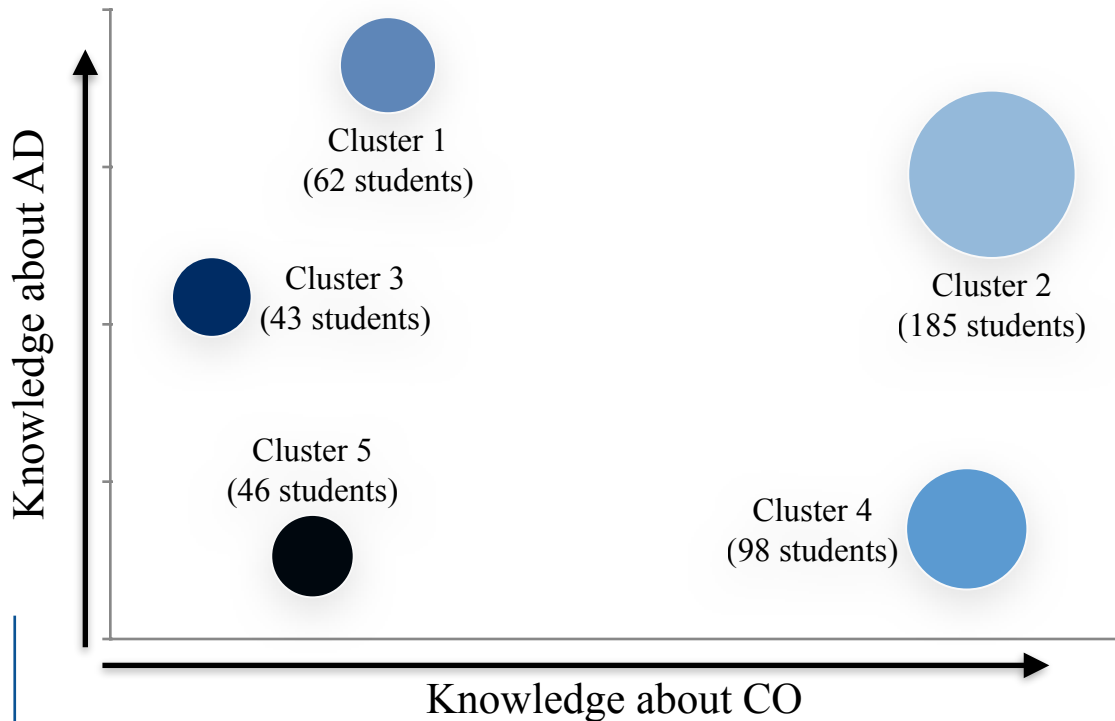 Knowledge about AD
Cluster 1
(62 students)
Cluster 2
(185 students)
Cluster 3
(43 students)
Cluster 5
(46 students)
Cluster 4
(98 students)
Knowledge about CO